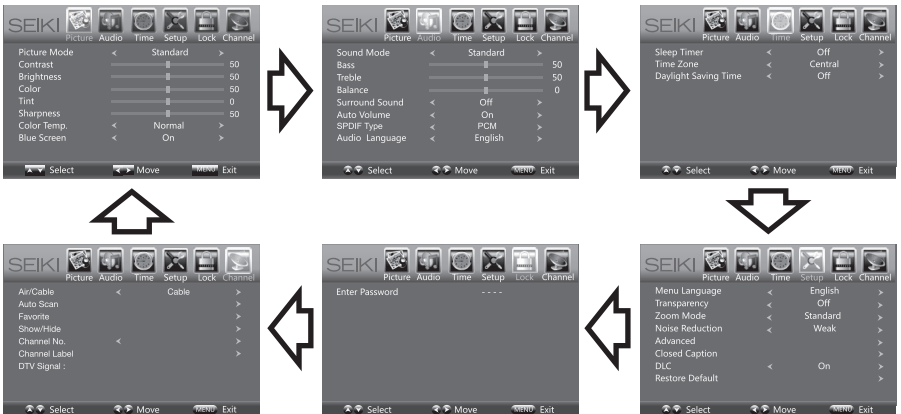 SEIKI
Picture Audio Time Setup Lock Channel
Picture Mode Standard
Contrast 50
Brightness 50
Color 50
Tint 0
Sharpness 50
Color Temp. Normal
Blue Screen On
Select Move MENU Exit
SEIKI
Picture Audio Time Setup Lock Channel
Sound Mode Standard
Bass 50
Treble 50
Balance 0
Surround Sound Off
Auto Volume On
SPDIF Type PCM
Audio Language English
Select Move MENU Exit
SEIKI
Picture Audio Time Setup Lock Channel
Sleep Timer Off
Time Zone Central
Daylight Saving Time Off
Select Move MENU Exit
SEIKI
Picture Audio Time Setup Lock Channel
Air/Cable Cable
Auto Scan
Favorite
Show/Hide
Channel No.
Channel Label
DTV Signal :
Select Move MENU Exit
SEIKI
Picture Audio Time Setup Lock Channel
Enter Password - - - -
Select Move MENU Exit
SEIKI
Picture Audio Time Setup Lock Channel
Menu Language English
Transparency Off
Zoom Mode Standard
Noise Reduction Weak
Advanced
Closed Caption
DLC On
Restore Default
Select Move MENU Exit